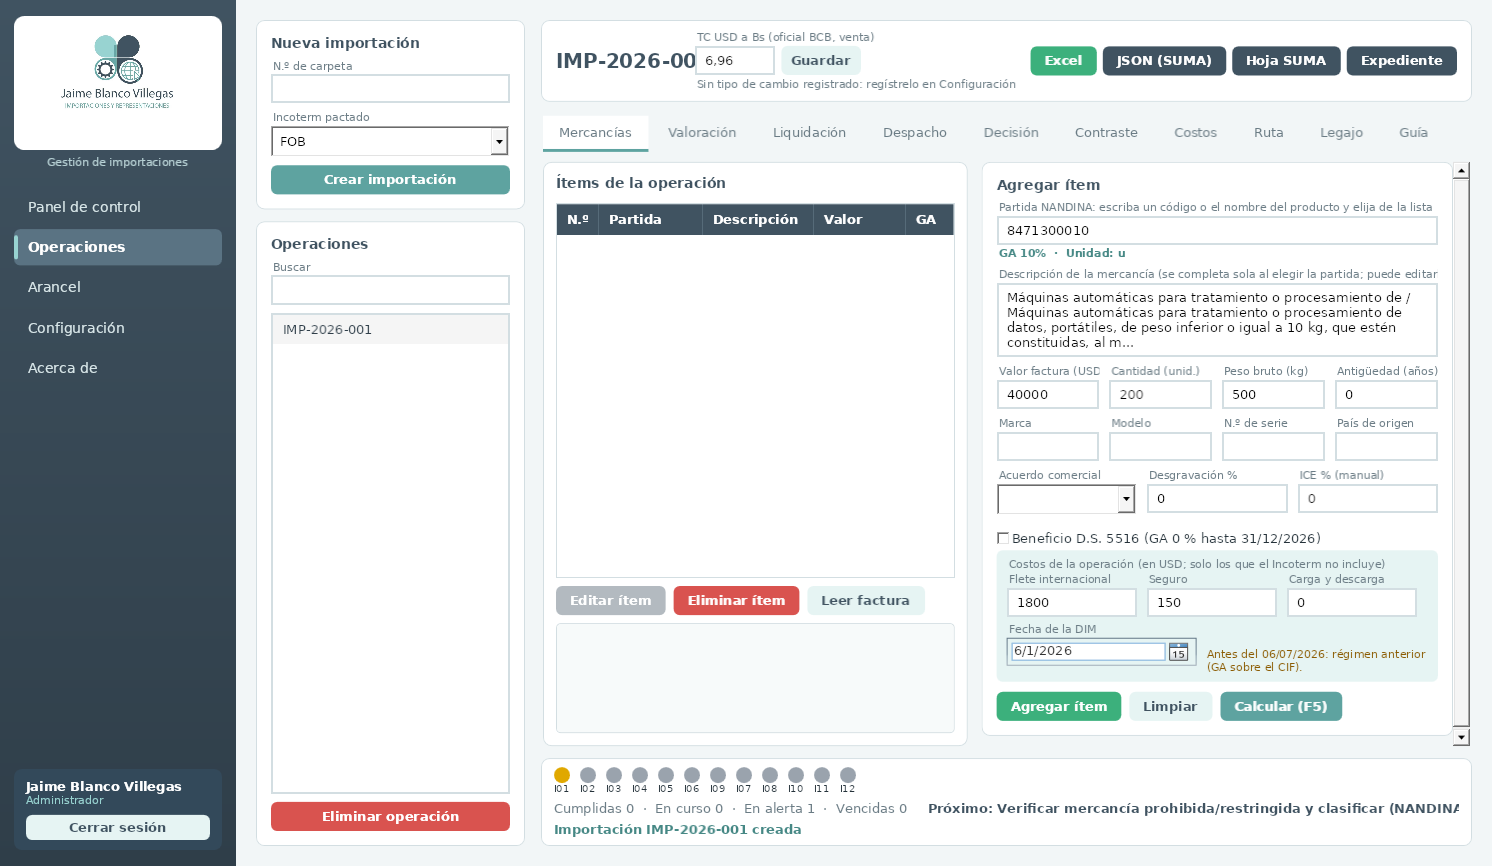 Jaime Blanco Villegas
IMPORTACIONES Y REPRESENTACIONES
Gestión de importaciones
Panel de control
Operaciones
Arancel
Configuración
Acerca de
Jaime Blanco Villegas
Administrador
Cerrar sesión
Nueva importación
N.º de carpeta
Incoterm pactado
FOB
Crear importación
Operaciones
Buscar
IMP-2026-001
Eliminar operación
IMP-2026-00
TC USD a Bs (oficial BCB, venta)
6,96
Guardar
Sin tipo de cambio registrado: regístrelo en Configuración
Excel
JSON (SUMA)
Hoja SUMA
Expediente
Mercancías Valoración Liquidación Despacho Decisión Contraste Costos Ruta Legajo Guía
Ítems de la operación
N.º Partida Descripción Valor GA
Editar ítem
Eliminar ítem
Leer factura
Agregar ítem
Partida NANDINA: escriba un código o el nombre del producto y elija de la lista
8471300010
GA 10% · Unidad: u
Descripción de la mercancía (se completa sola al elegir la partida; puede editar
Máquinas automáticas para tratamiento o procesamiento de /
Máquinas automáticas para tratamiento o procesamiento de
datos, portátiles, de peso inferior o igual a 10 kg, que estén
constituidas, al m...
Valor factura (USD Cantidad (unid.) Peso bruto (kg) Antigüedad (años)
40000 200 500 0
Marca Modelo N.º de serie País de origen
Acuerdo comercial Desgravación % ICE % (manual)
0 0
Beneficio D.S. 5516 (GA 0 % hasta 31/12/2026)
Costos de la operación (en USD; solo los que el Incoterm no incluye)
Flete internacional Seguro Carga y descarga
1800 150 0
Fecha de la DIM
6/1/2026
15
Antes del 06/07/2026: régimen anterior
(GA sobre el CIF).
Agregar ítem
Limpiar
Calcular (F5)
I01 I02 I03 I04 I05 I06 I09 I07 I08 I10 I11 I12
Cumplidas 0 · En curso 0 · En alerta 1 · Vencidas 0
Próximo: Verificar mercancía prohibida/restringida y clasificar (NANDINA
Importación IMP-2026-001 creada